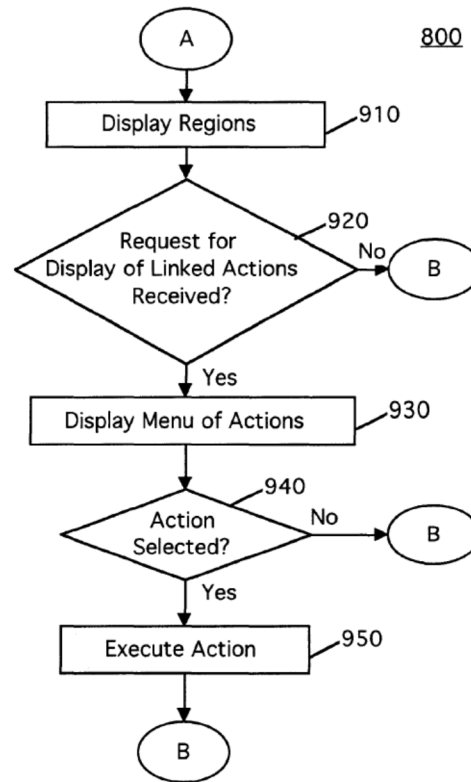 A
800
Display Regions
910
920
Request for
Display of Linked Actions
Received?
No
B
Yes
Display Menu of Actions
930
940
Action
Selected?
No
B
Yes
Execute Action
950
B